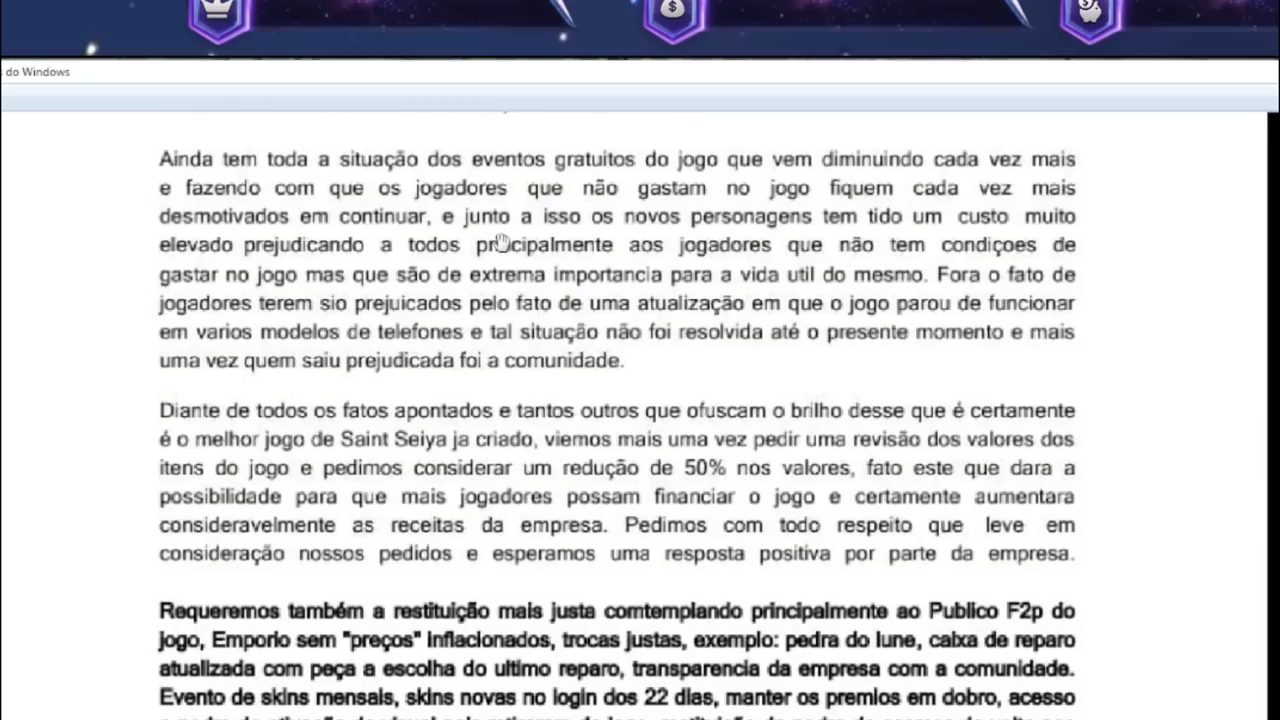 s do Windows
Ainda tem toda a situação dos eventos gratuitos do jogo que vem diminuindo cada vez mais
e fazendo com que os jogadores que não gastam no jogo fiquem cada vez mais
desmotivados em continuar, e junto a isso os novos personagens tem tido um custo muito
elevado prejudicando a todos principalmente aos jogadores que não tem condiçoes de
gastar no jogo mas que são de extrema importancia para a vida util do mesmo. Fora o fato de
jogadores terem sio prejuicados pelo fato de uma atualização em que o jogo parou de funcionar
em varios modelos de telefones e tal situação não foi resolvida até o presente momento e mais
uma vez quem saiu prejudicada foi a comunidade.
Diante de todos os fatos apontados e tantos outros que ofuscam o brilho desse que é certamente
é o melhor jogo de Saint Seiya ja criado, viemos mais uma vez pedir uma revisão dos valores dos
itens do jogo e pedimos considerar um redução de 50% nos valores, fato este que dara a
possibilidade para que mais jogadores possam financiar o jogo e certamente aumentara
consideravelmente as receitas da empresa. Pedimos com todo respeito que leve em
consideração nossos pedidos e esperamos uma resposta positiva por parte da empresa.
Requeremos também a restituição mais justa comtemplando principalmente ao Publico F2p do
jogo, Emporio sem "preços" inflacionados, trocas justas, exemplo: pedra do lune, caixa de reparo
atualizada com peça a escolha do ultimo reparo, transparencia da empresa com a comunidade.
Evento de skins mensais, skins novas no login dos 22 dias, manter os premios em dobro, acesso